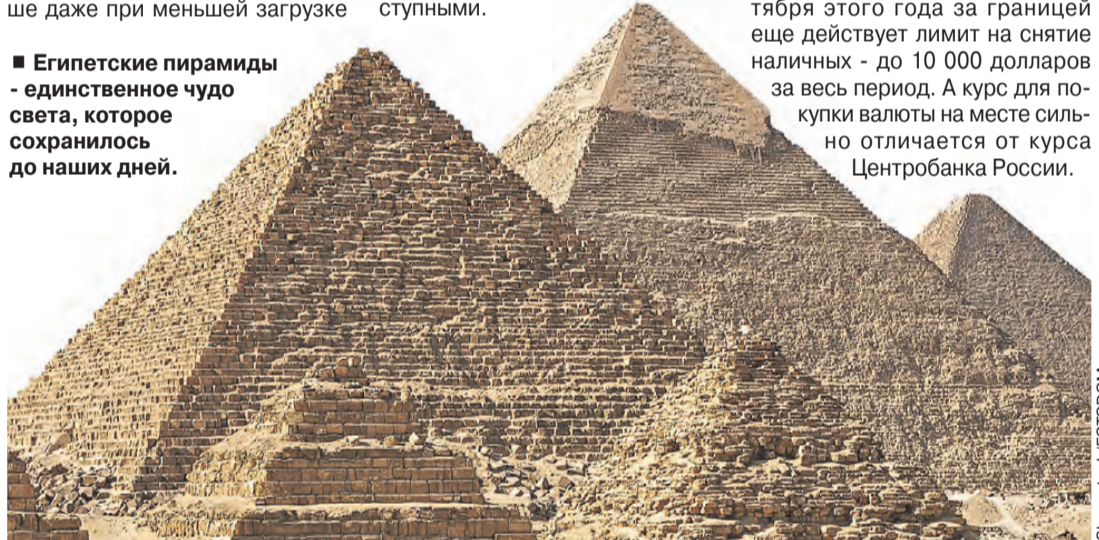 ше даже при меньшей загрузке
ступными.
■ Египетские пирамиды
- единственное чудо
света, которое
сохранилось
до наших дней.
тября этого года за границей
еще действует лимит на снятие
наличных - до 10 000 долларов
за весь период. А курс для по-
купки валюты на месте силь-
но отличается от курса
Центробанка России.